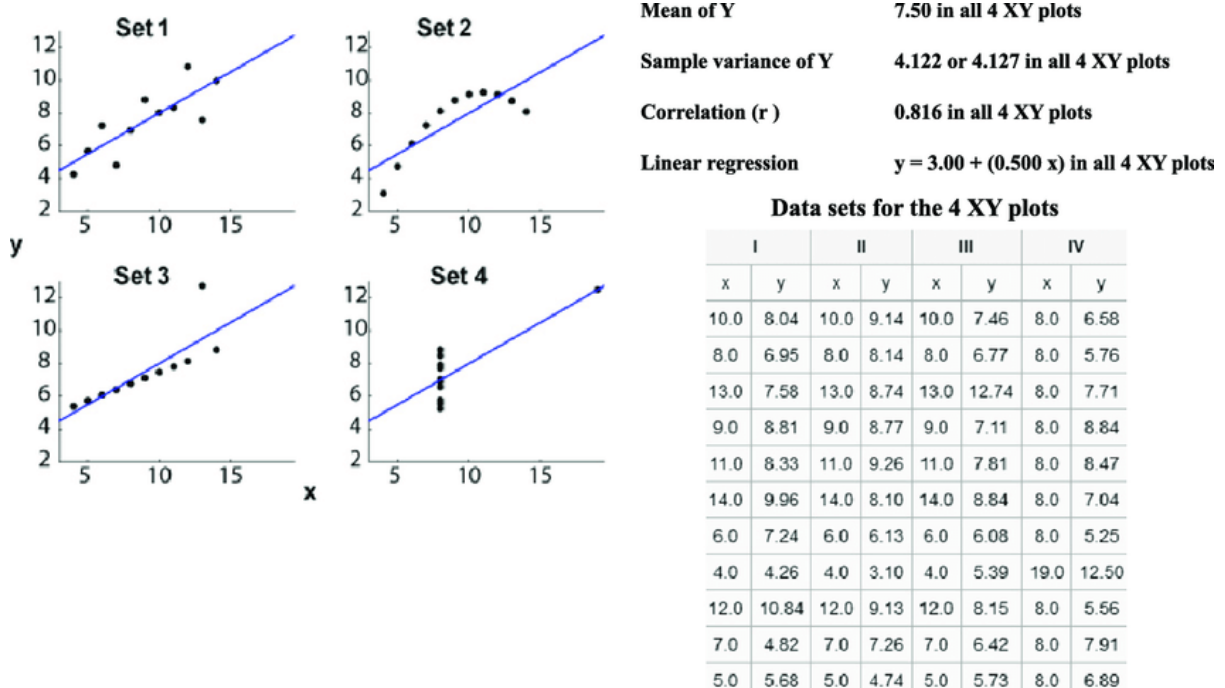 Set 1
12
10
8
6
4
2
5 10 15
Set 2
12
10
8
6
4
2
5 10 15
y
Set 3
12
10
8
6
4
2
5 10 15
x
Set 4
12
10
8
6
4
2
5 10 15
Mean of Y 7.50 in all 4 XY plots
Sample variance of Y 4.122 or 4.127 in all 4 XY plots
Correlation (r ) 0.816 in all 4 XY plots
Linear regression y = 3.00 + (0.500 x) in all 4 XY plots
Data sets for the 4 XY plots
I II III IV
x y x y x y x y
10.0 8.04 10.0 9.14 10.0 7.46 8.0 6.58
8.0 6.95 8.0 8.14 8.0 6.77 8.0 5.76
13.0 7.58 13.0 8.74 13.0 12.74 8.0 7.71
9.0 8.81 9.0 8.77 9.0 7.11 8.0 8.84
11.0 8.33 11.0 9.26 11.0 7.81 8.0 8.47
14.0 9.96 14.0 8.10 14.0 8.84 8.0 7.04
6.0 7.24 6.0 6.13 6.0 6.08 8.0 5.25
4.0 4.26 4.0 3.10 4.0 5.39 19.0 12.50
12.0 10.84 12.0 9.13 12.0 8.15 8.0 5.56
7.0 4.82 7.0 7.26 7.0 6.42 8.0 7.91
5.0 5.68 5.0 4.74 5.0 5.73 8.0 6.89